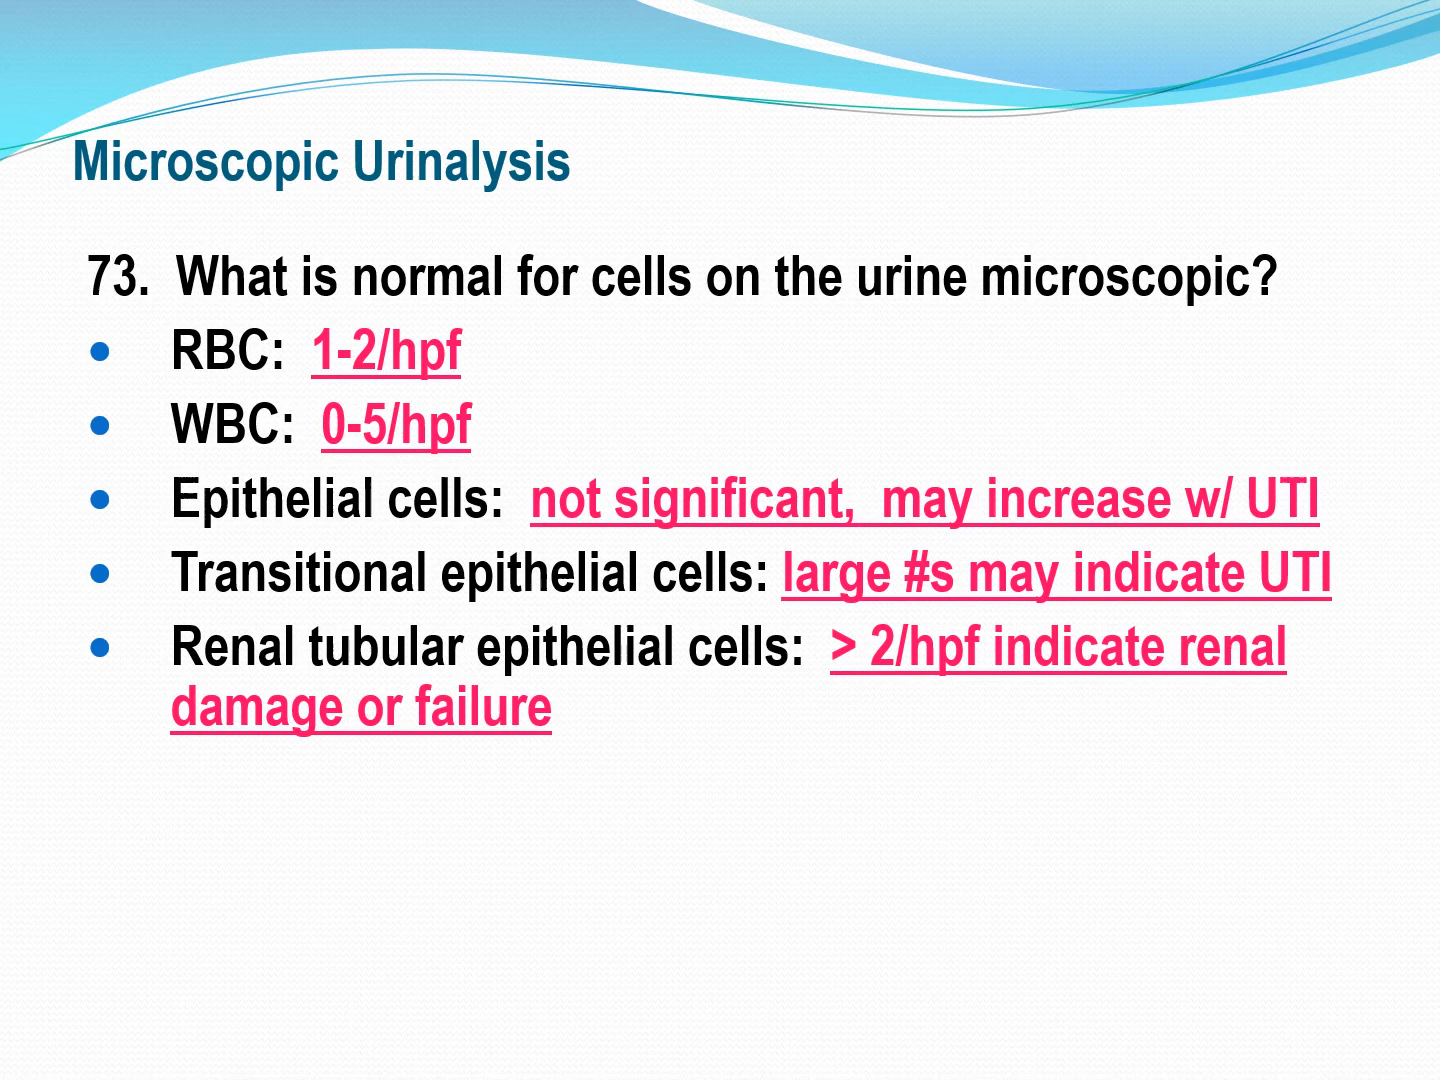 Microscopic Urinalysis
73. What is normal for cells on the urine microscopic?
• RBC: 1-2/hpf
• WBC: 0-5/hpf
• Epithelial cells: not significant, may increase w/ UTI
• Transitional epithelial cells: large #s may indicate UTI
• Renal tubular epithelial cells: > 2/hpf indicate renal
damage or failure